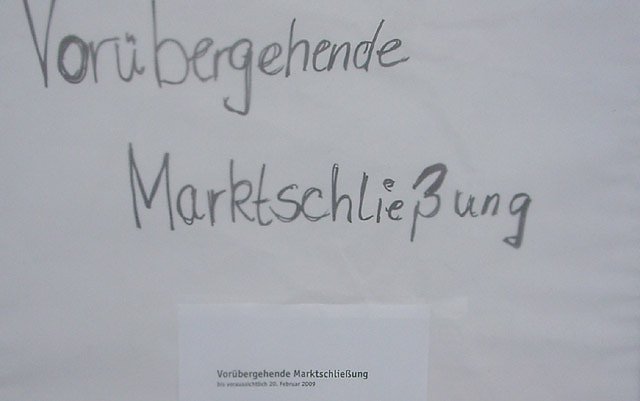 Vorübergehende
Marktschließung
Vorübergehende Marktschließung
bis voraussichtlich 20. Februar 2009